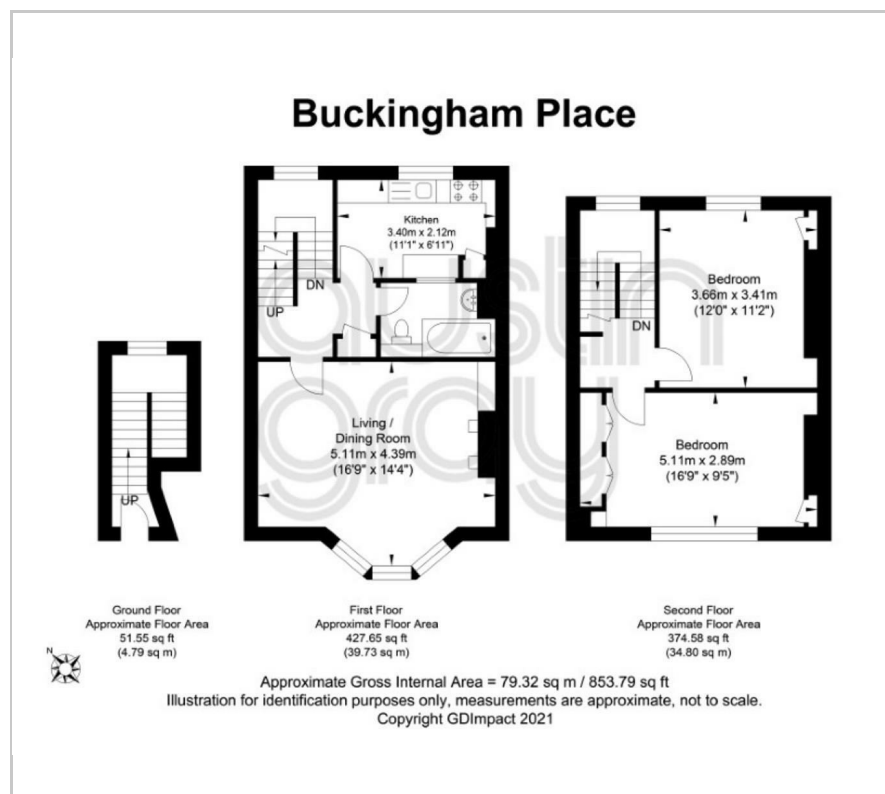 Buckingham Place
Kitchen
3.40m x 2.12m
(11'1" x 6'11")
DN
UP
Bedroom
3.66m x 3.41m
(12'0" x 11'2")
DN
austin
gray
Living /
Dining Room
5.11m x 4.39m
(16'9" x 14'4")
Bedroom
5.11m x 2.89m
(16'9" x 9'5")
UP
Ground Floor
Approximate Floor Area
51.55 sq ft
(4.79 sq m)
First Floor
Approximate Floor Area
427.65 sq ft
(39.73 sq m)
Second Floor
Approximate Floor Area
374.58 sq ft
(34.80 sq m)
N
Approximate Gross Internal Area = 79.32 sq m / 853.79 sq ft
Illustration for identification purposes only, measurements are approximate, not to scale.
Copyright GDImpact 2021